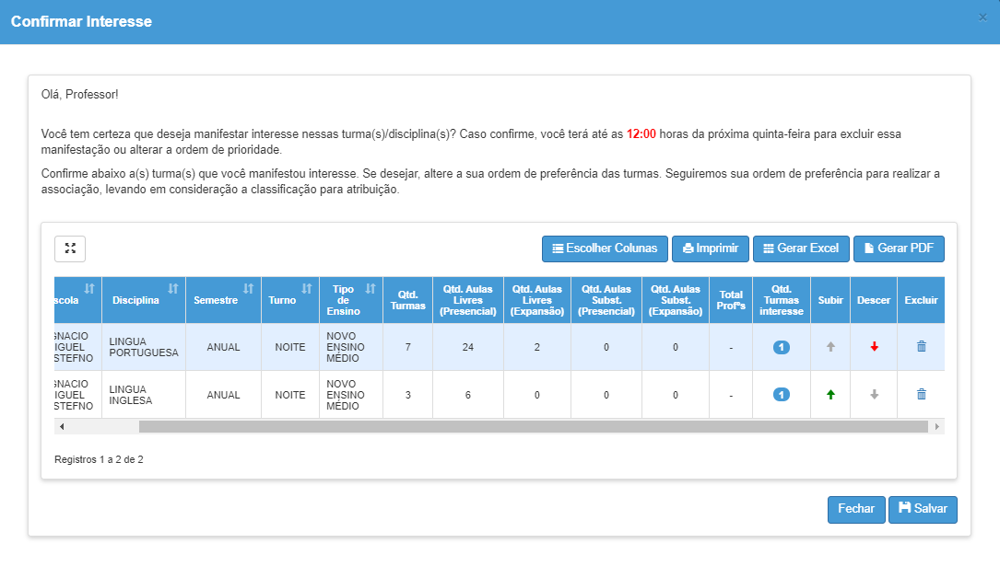 Confirmar Interesse
×
Olá, Professor!
Você tem certeza que deseja manifestar interesse nessas turma(s)/disciplina(s)? Caso confirme, você terá até as 12:00 horas da próxima quinta-feira para excluir essa
manifestação ou alterar a ordem de prioridade.
Confirme abaixo a(s) turma(s) que você manifestou interesse. Se desejar, altere a sua ordem de preferência das turmas. Seguiremos sua ordem de preferência para realizar a
associação, levando em consideração a classificação para atribuição.
Escolher Colunas Imprimir Gerar Excel Gerar PDF
scola Disciplina Semestre Turno Tipo de Ensino Qtd. Turmas Qtd. Aulas Livres (Presencial) Qtd. Aulas Livres (Expansão) Qtd. Aulas Subst. (Presencial) Qtd. Aulas Subst. (Expansão) Total Profªs Qtd. Turmas interesse Subir Descer Excluir
GNACIO IGUEL STEFNO LINGUA PORTUGUESA ANUAL NOITE NOVO ENSINO MÉDIO 7 24 2 0 0 - 1
GNACIO IGUEL STEFNO LINGUA INGLESA ANUAL NOITE NOVO ENSINO MÉDIO 3 6 0 0 0 - 1
Registros 1 a 2 de 2
Fechar Salvar